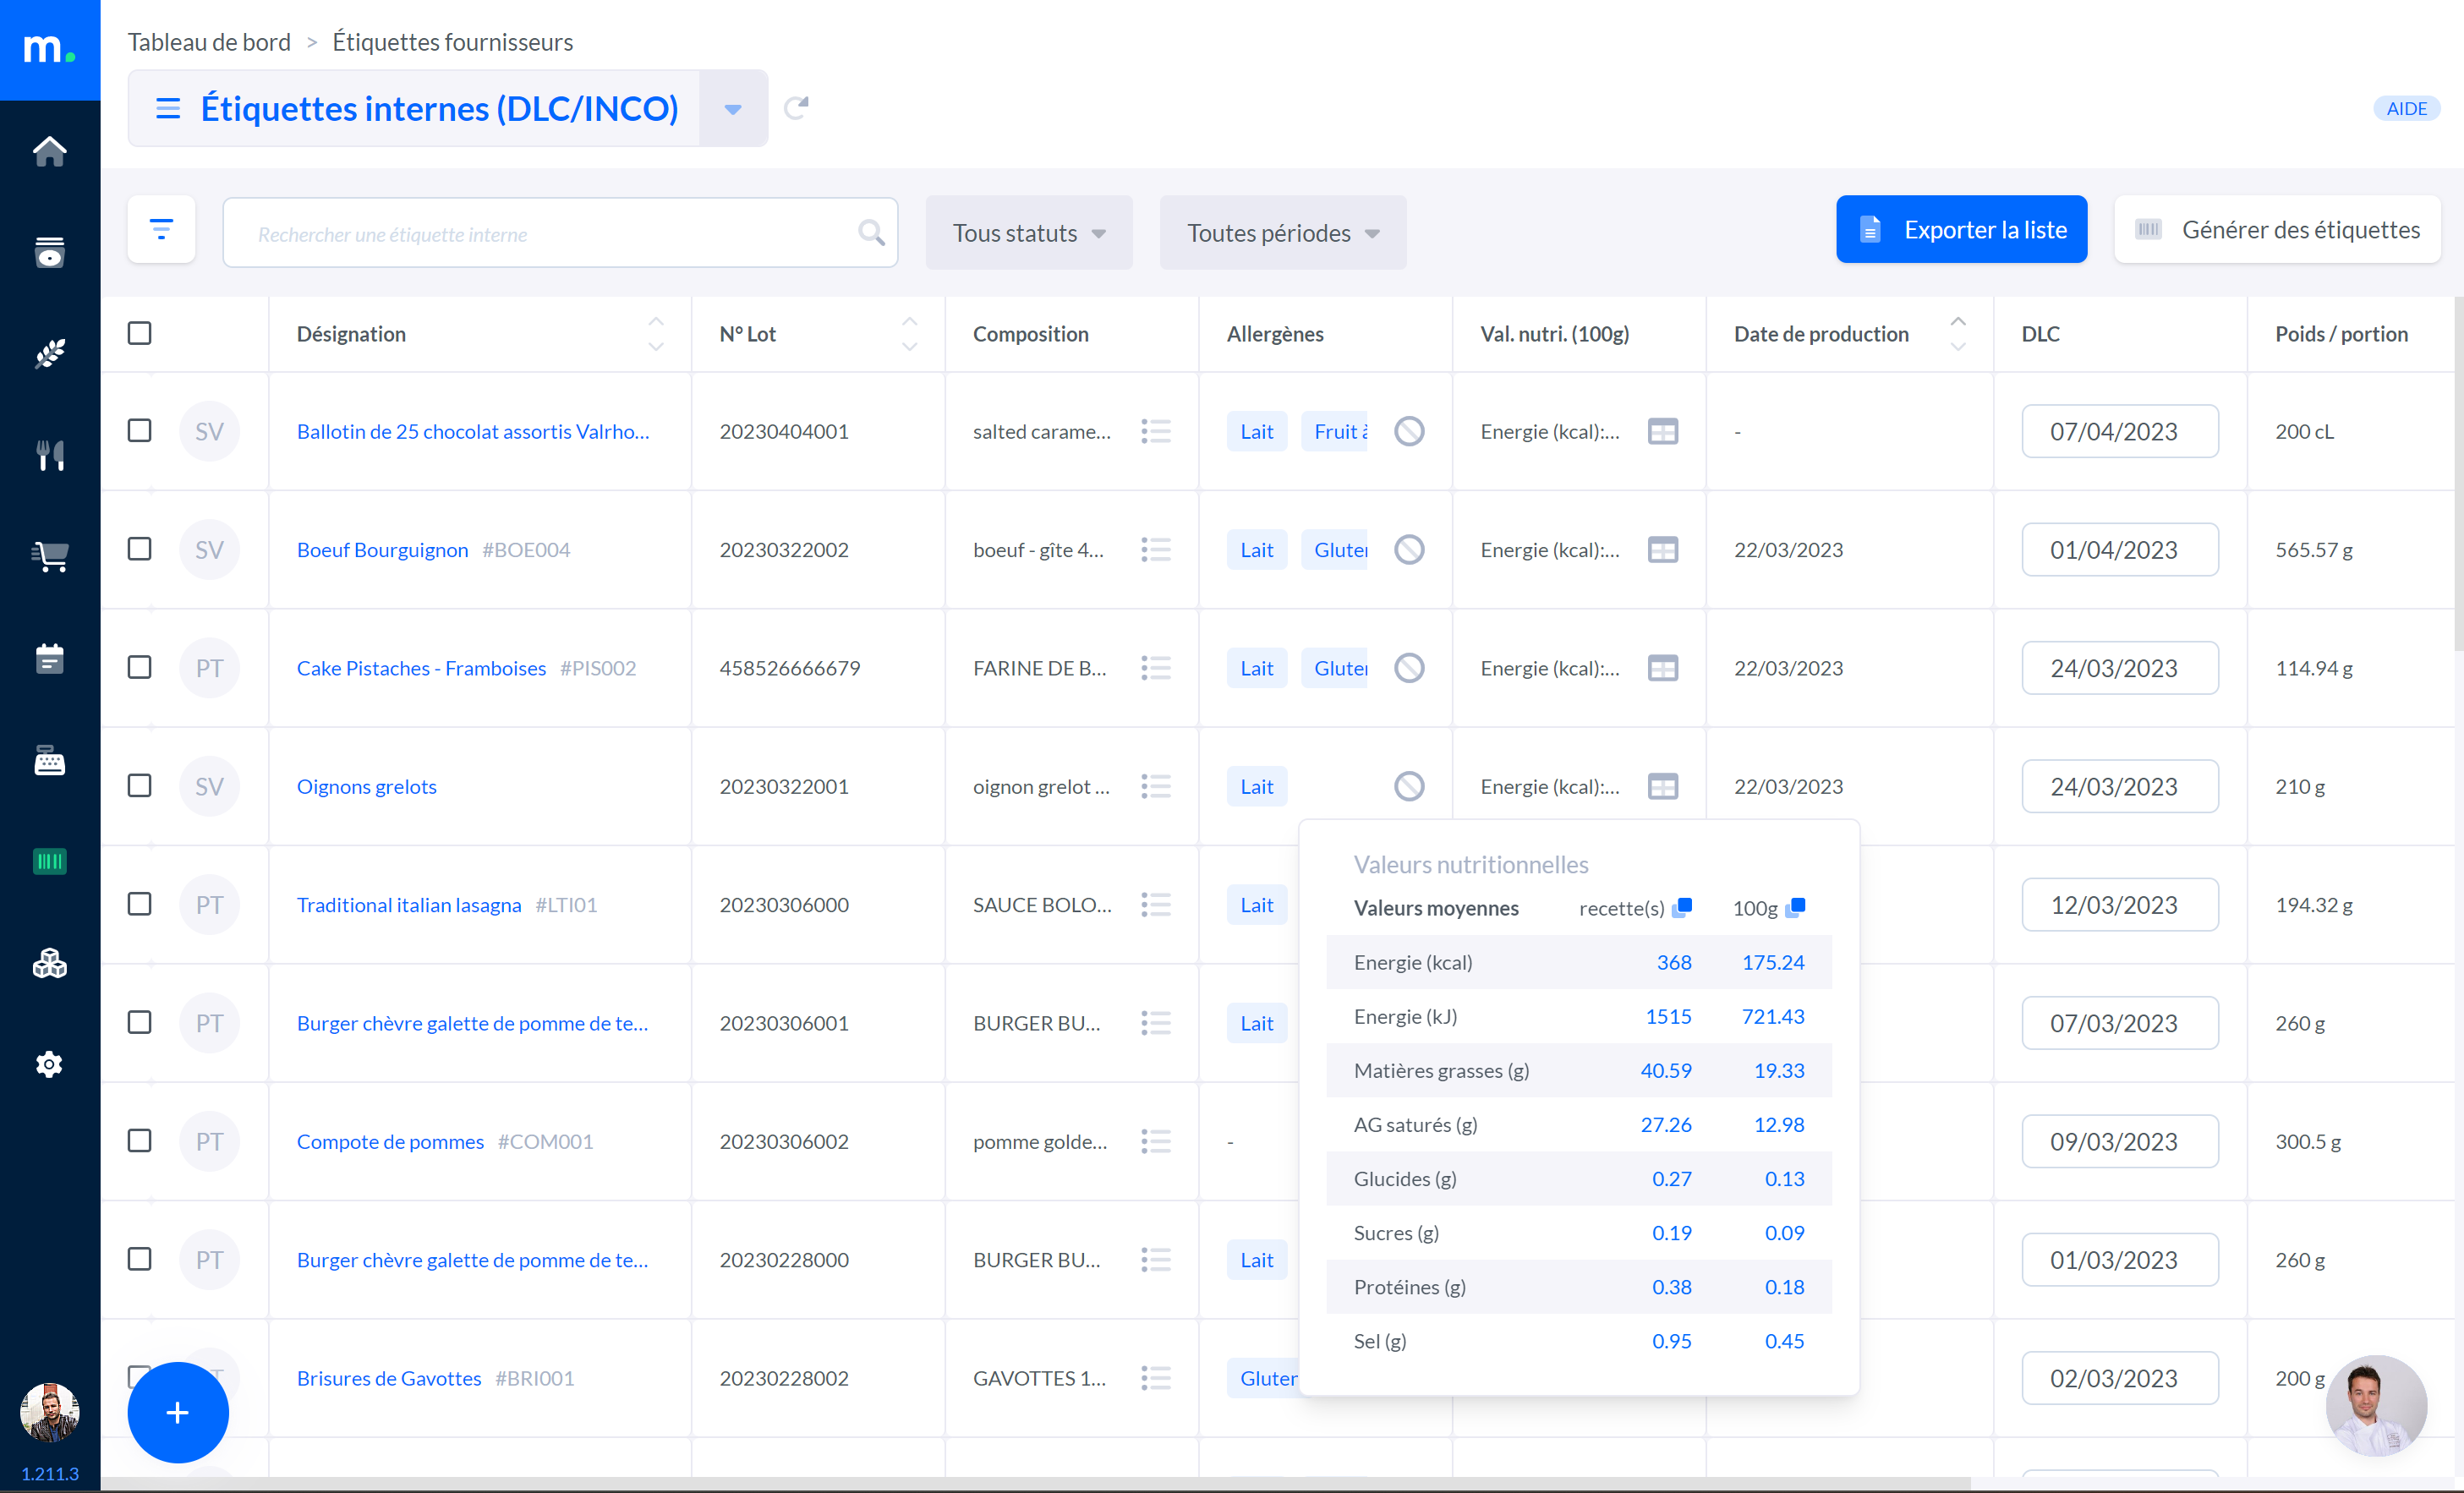 m.
Tableau de bord > Étiquettes fournisseurs
Étiquettes internes (DLC/INCO)
AIDE
Rechercher une étiquette interne
Tous statuts
Toutes périodes
Exporter la liste
Générer des étiquettes
Désignation N° Lot Composition Allergènes Val. nutri. (100g) Date de production DLC Poids / portion
SV Ballotin de 25 chocolat assortis Valrho... 20230404001 salted carame... Lait Fruit à Energie (kcal):... - 07/04/2023 200 cL
SV Boeuf Bourguignon #BOE004 20230322002 boeuf - gîte 4... Lait Gluten Energie (kcal):... 22/03/2023 01/04/2023 565.57 g
PT Cake Pistaches - Framboises #PIS002 458526666679 FARINE DE B... Lait Gluten Energie (kcal):... 22/03/2023 24/03/2023 114.94 g
SV Oignons grelots 20230322001 oignon grelot ... Lait Energie (kcal):... 22/03/2023 24/03/2023 210 g
PT Traditional italian lasagna #LTI01 20230306000 SAUCE BOLO... Lait 12/03/2023 194.32 g
PT Burger chèvre galette de pomme de te... 20230306001 BURGER BU... Lait 07/03/2023 260 g
PT Compote de pommes #COM001 20230306002 pomme golde... - 09/03/2023 300.5 g
PT Burger chèvre galette de pomme de te... 20230228000 BURGER BU... Lait 01/03/2023 260 g
Brisures de Gavottes #BRI001 20230228002 GAVOTTES 1... Gluten 02/03/2023 200 g
Valeurs nutritionnelles
Valeurs moyennes recette(s) 100g
Energie (kcal) 368 175.24
Energie (kJ) 1515 721.43
Matières grasses (g) 40.59 19.33
AG saturés (g) 27.26 12.98
Glucides (g) 0.27 0.13
Sucres (g) 0.19 0.09
Protéines (g) 0.38 0.18
Sel (g) 0.95 0.45
+
1.211.3